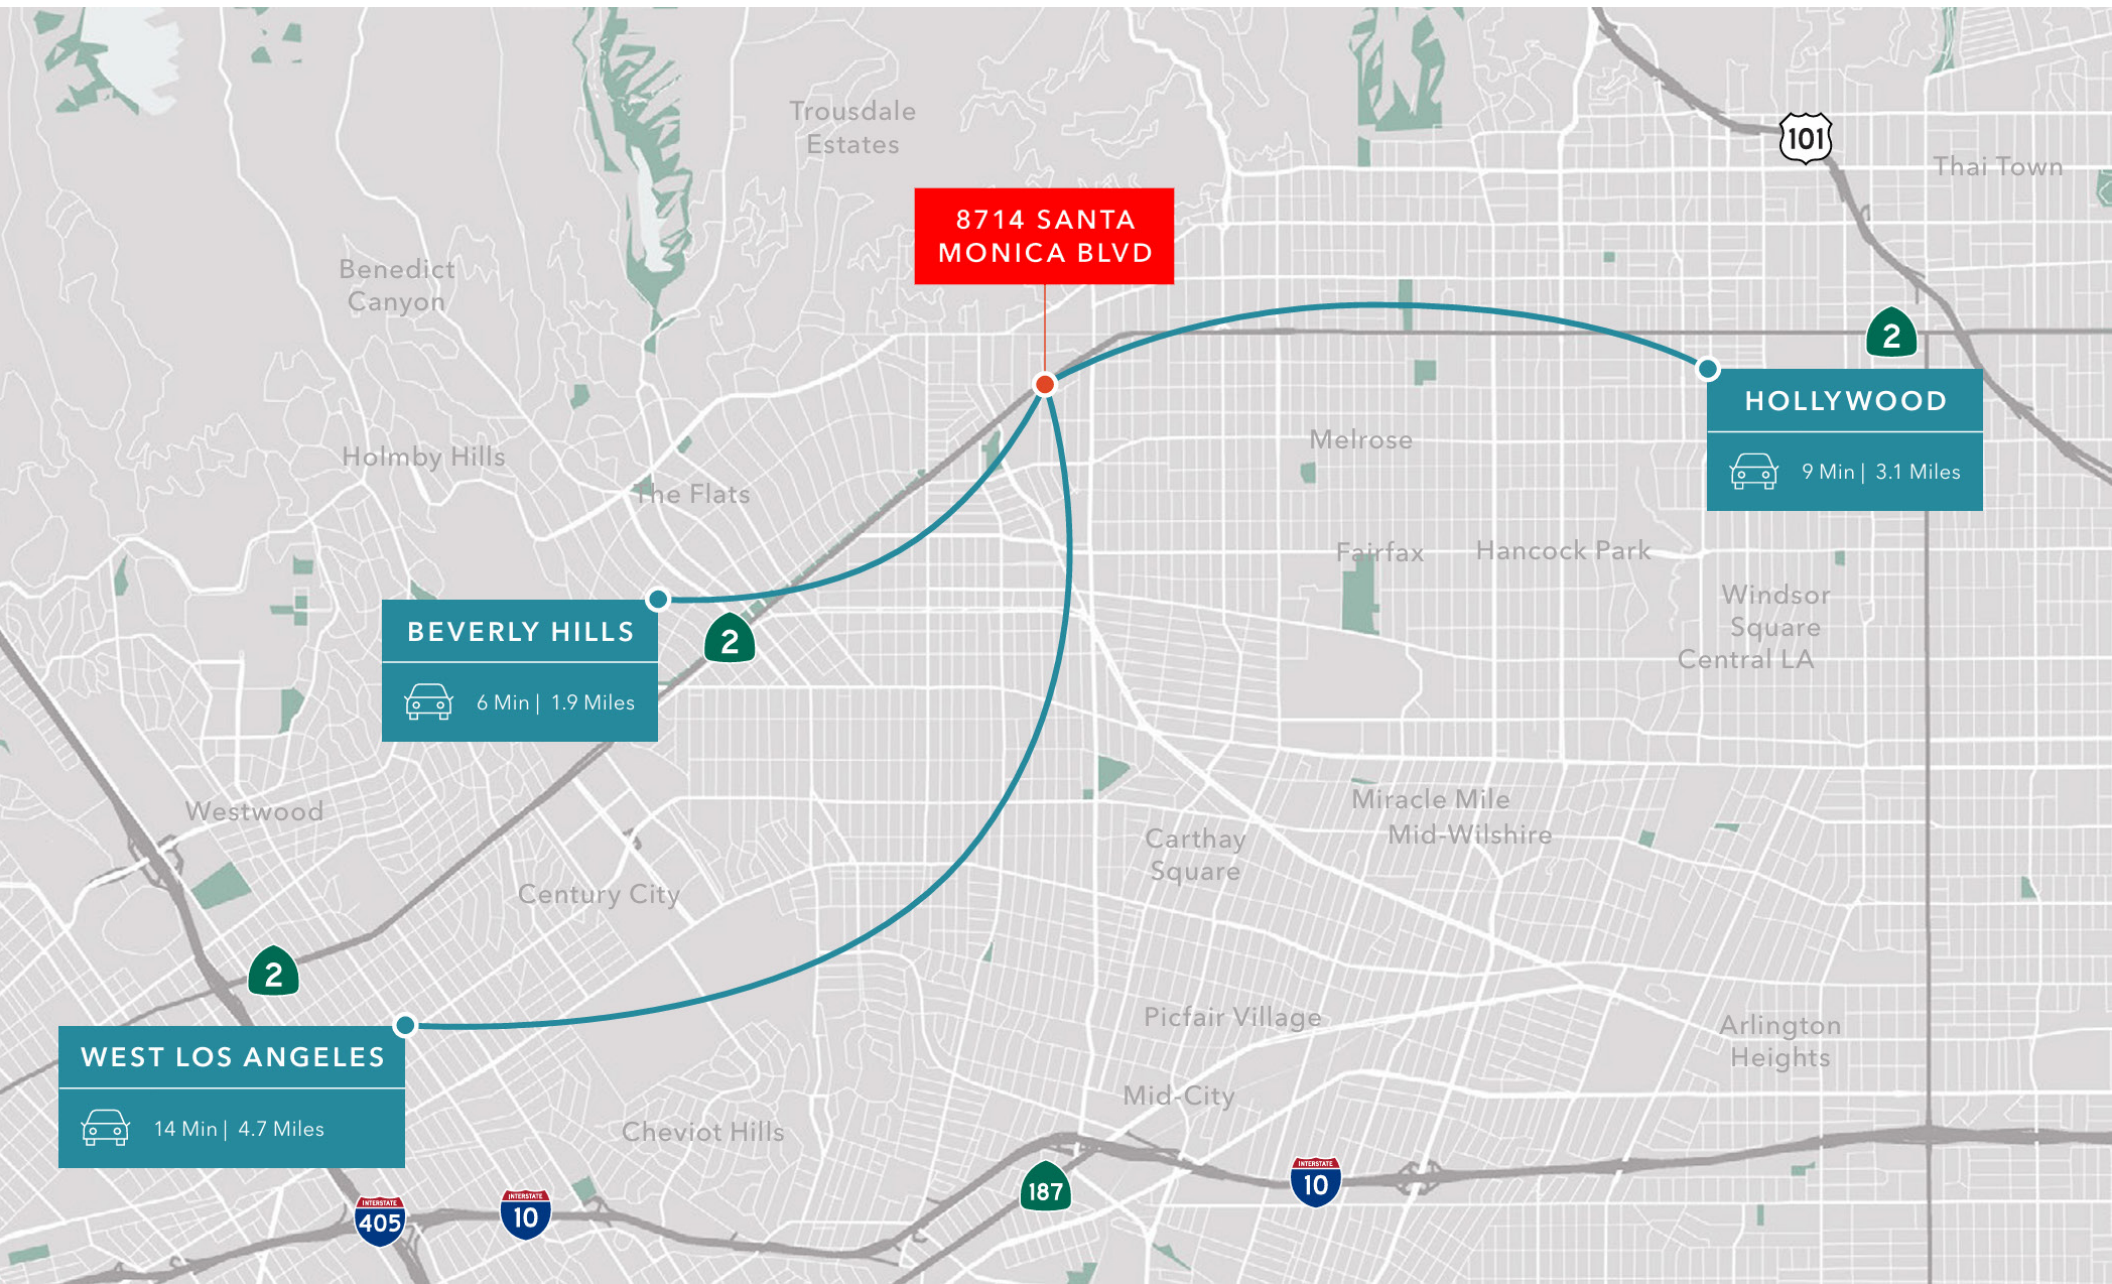 Trousdale
Estates
101
Thai Town
8714 SANTA
MONICA BLVD
Benedict
Canyon
2
HOLLYWOOD
9 Min | 3.1 Miles
Melrose
Holmby Hills
The Flats
Fairfax
Hancock Park
Windsor
Square
Central LA
BEVERLY HILLS
6 Min | 1.9 Miles
2
Westwood
Miracle Mile
Mid-Wilshire
Carthay
Square
Century City
2
Picfair Village
Arlington
Heights
WEST LOS ANGELES
14 Min | 4.7 Miles
Mid-City
Cheviot Hills
INTERSTATE
405
INTERSTATE
10
187
INTERSTATE
10